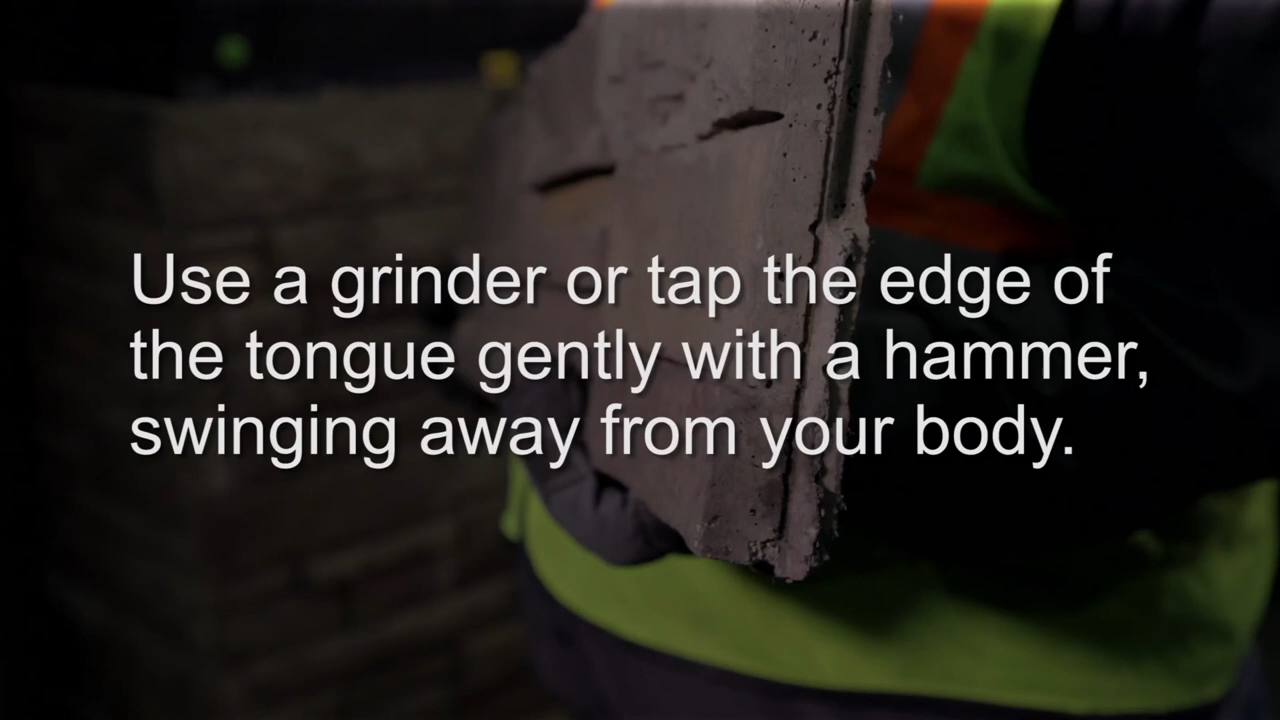 Use a grinder or tap the edge of
the tongue gently with a hammer,
swinging away from your body.